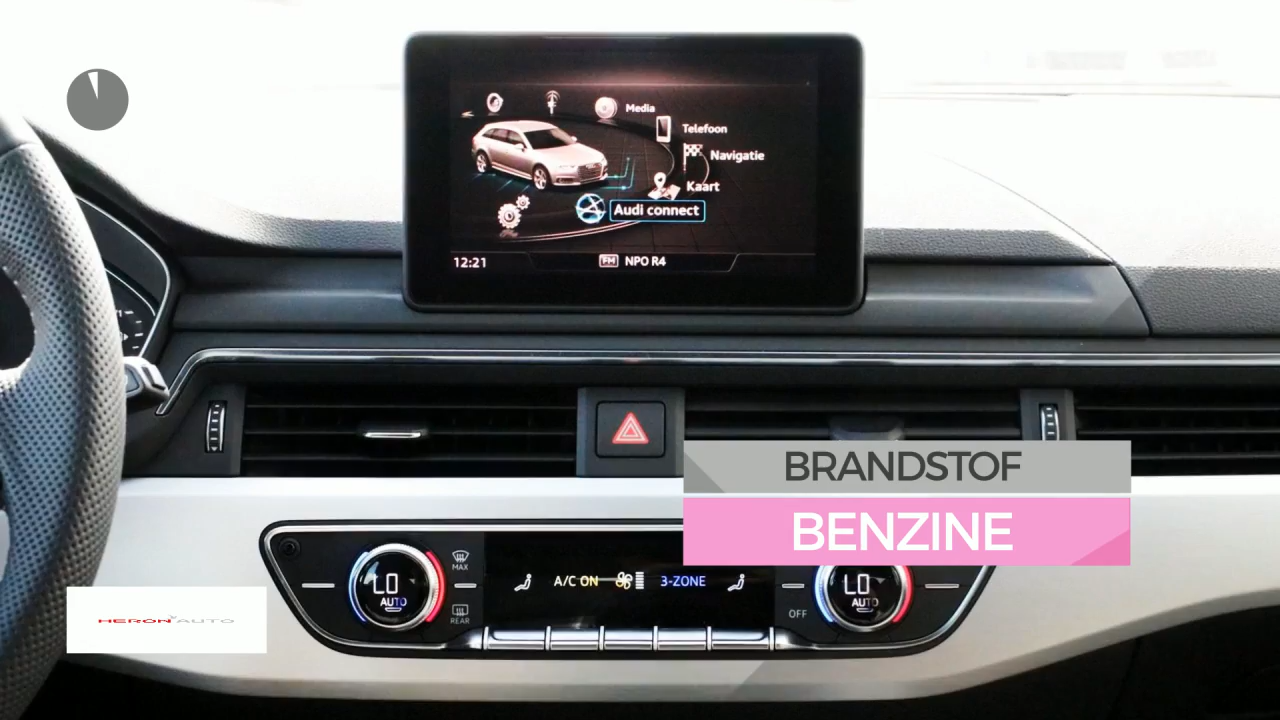 Media
Telefoon
Navigatie
Kaart
Audi connect
12:21 FM NPO R4
BRANDSTOF
BENZINE
LO
AUTO
MAX
REAR
A/C ON
3-ZONE
OFF
LO
AUTO
HERON AUTO